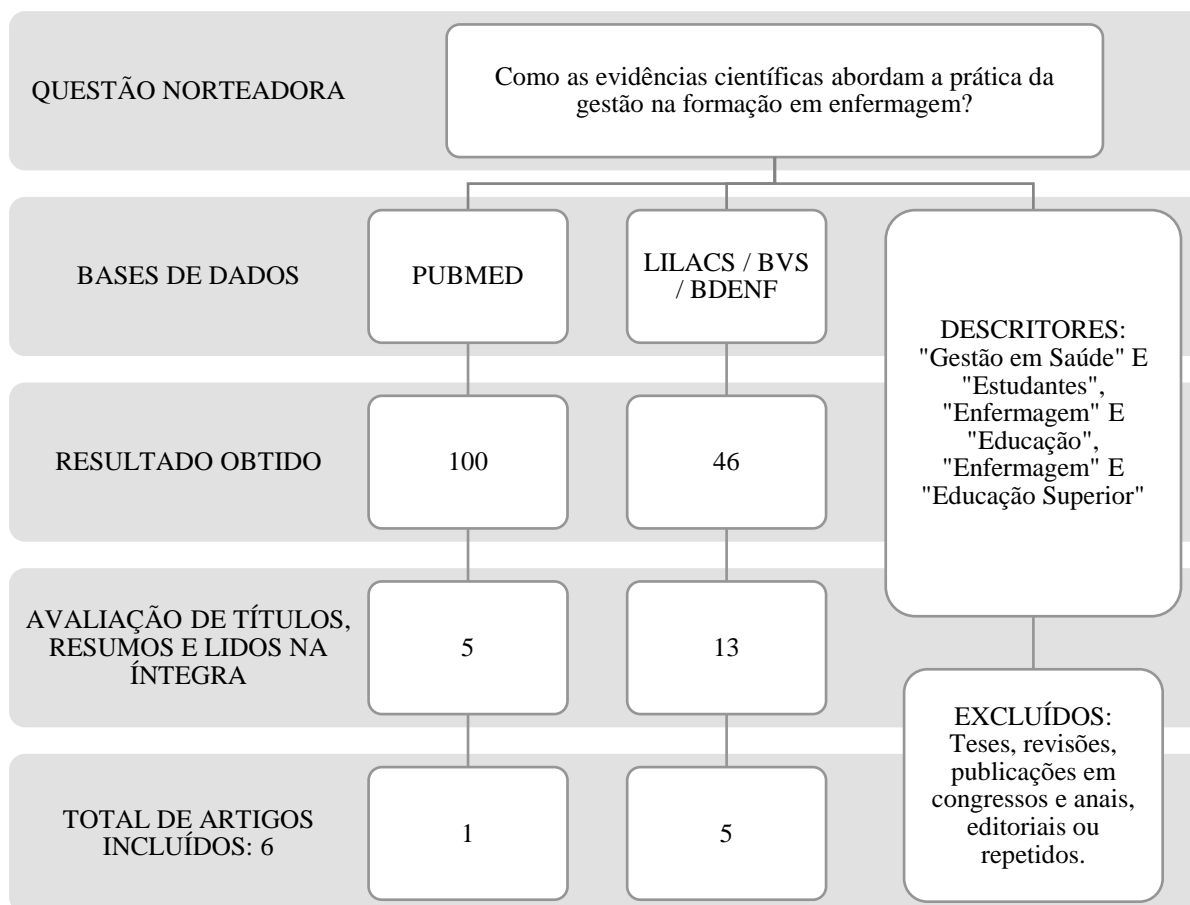 QUESTÃO NORTEADORA
Como as evidências científicas abordam a prática da
gestão na formação em enfermagem?
BASES DE DADOS
PUBMED
LILACS / BVS
/ BDENF
DESCRITORES:
"Gestão em Saúde" E
"Estudantes",
"Enfermagem" E
"Educação",
"Enfermagem" E
"Educação Superior"
RESULTADO OBTIDO
100
46
AVALIAÇÃO DE TÍTULOS,
RESUMOS E LIDOS NA
ÍNTEGRA
5
13
EXCLUÍDOS:
Teses, revisões,
publicações em
congressos e anais,
editoriais ou
repetidos.
TOTAL DE ARTIGOS
INCLUÍDOS: 6
1
5